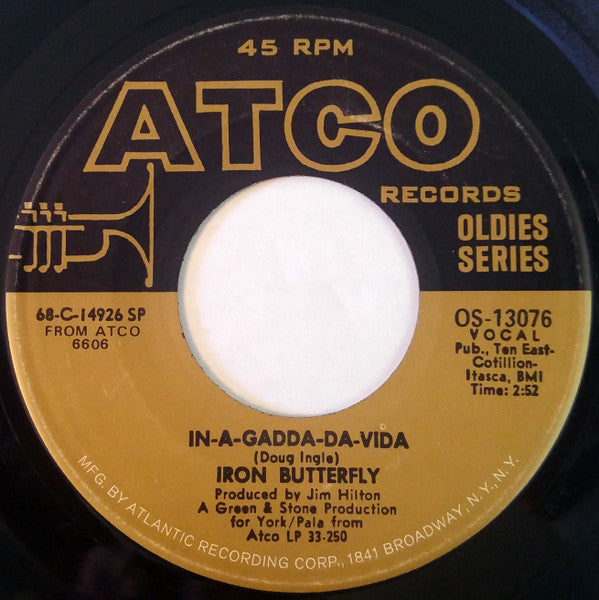 45 RPM
ATCO
RECORDS
OLDIES
SERIES
68-C-14926 SP
FROM ATCO
6606
OS-13076
VOCAL
Pub., Ten East-
Cotillion-
Itasca, BMI
Time: 2:52
IN-A-GADDA-DA-VIDA
(Doug Ingle)
IRON BUTTERFLY
Produced by Jim Hilton
A Green & Stone Production
for York/Pala from
Atco LP 33-250
MFG. BY ATLANTIC RECORDING CORP., 1841 BROADWAY, N.Y., N.Y.